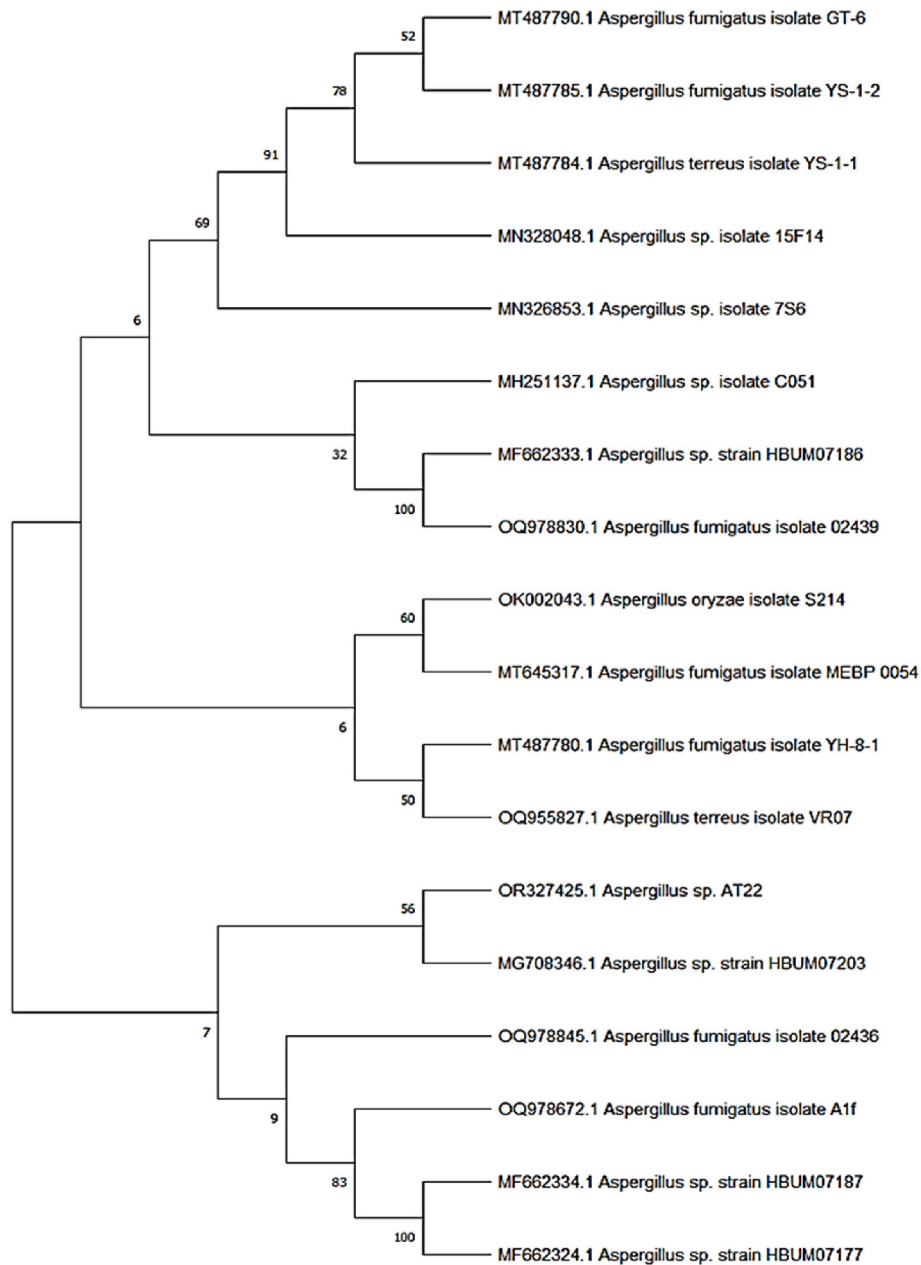 MT487790.1 Aspergillus fumigatus isolate GT-6
52
MT487785.1 Aspergillus fumigatus isolate YS-1-2
78
MT487784.1 Aspergillus terreus isolate YS-1-1
91
MN328048.1 Aspergillus sp. isolate 15F14
69
MN326853.1 Aspergillus sp. isolate 7S6
6
MH251137.1 Aspergillus sp. isolate C051
32
MF662333.1 Aspergillus sp. strain HBUM07186
100
OQ978830.1 Aspergillus fumigatus isolate 02439
OK002043.1 Aspergillus oryzae isolate S214
60
MT645317.1 Aspergillus fumigatus isolate MEBP 0054
6
MT487780.1 Aspergillus fumigatus isolate YH-8-1
50
OQ955827.1 Aspergillus terreus isolate VR07
OR327425.1 Aspergillus sp. AT22
56
MG708346.1 Aspergillus sp. strain HBUM07203
7
OQ978845.1 Aspergillus fumigatus isolate 02436
9
OQ978672.1 Aspergillus fumigatus isolate A1f
83
MF662334.1 Aspergillus sp. strain HBUM07187
100
MF662324.1 Aspergillus sp. strain HBUM07177